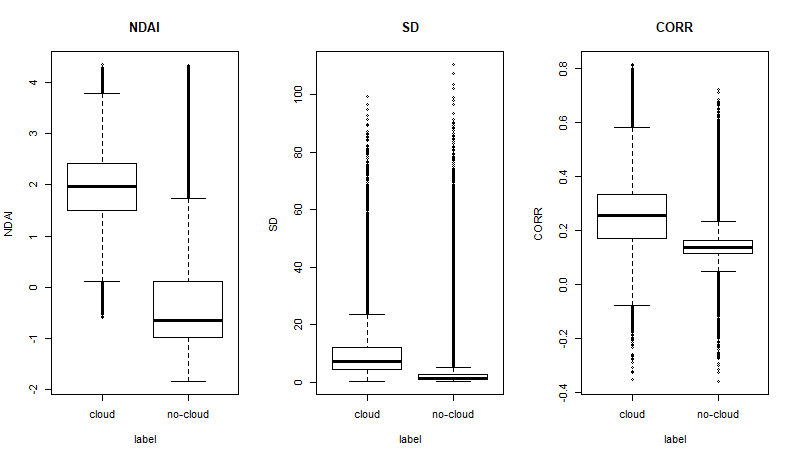 NDAI
NDAI
4
3
2
1
0
-1
-2
cloud
no-cloud
label
SD
SD
100
80
60
40
20
0
cloud
no-cloud
label
CORR
CORR
0.8
0.6
0.4
0.2
0.0
-0.2
-0.4
cloud
no-cloud
label